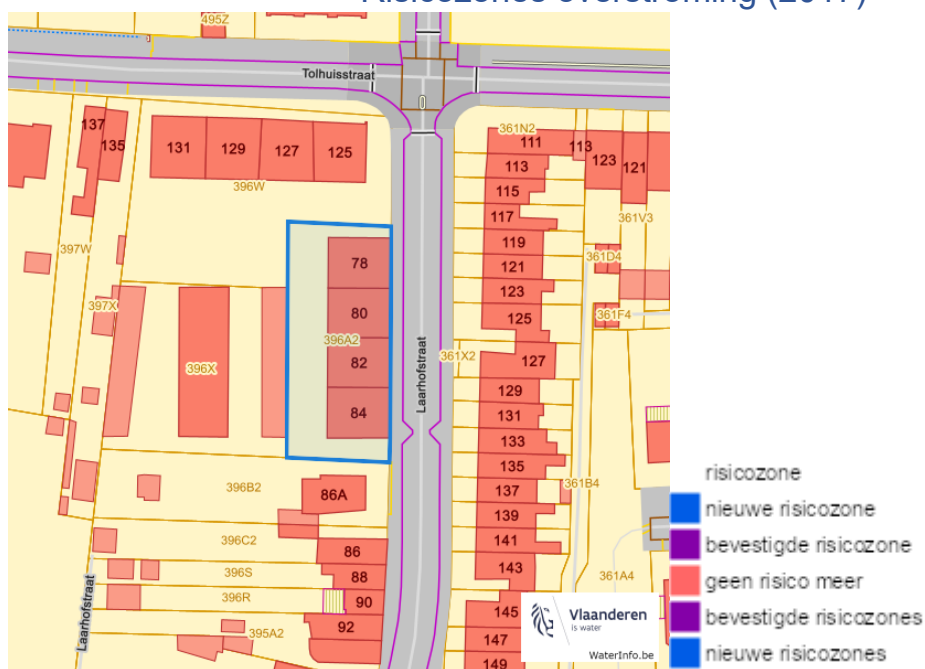 Risicozones overstroming (2017)
495Z
Tolhuisstraat
137
135
131
129
127
125
396W
361N2
111
113
113
123
121
115
117
361V3
119
397W
361D4
121
78
123
397X
80
125
361F4
396A2
82
361X2
127
396X
Laarhofstraat
129
84
131
133
135
396B2
86A
137
361B4
139
396C2
141
86
143
396S
88
361A4
396R
90
145
395A2
92
147
149
Laarhofstraat
Vlaanderen
is water
WaterInfo.be
risicozone
nieuwe risicozone
bevestigde risicozone
geen risico meer
bevestigde risicozones
nieuwe risicozones